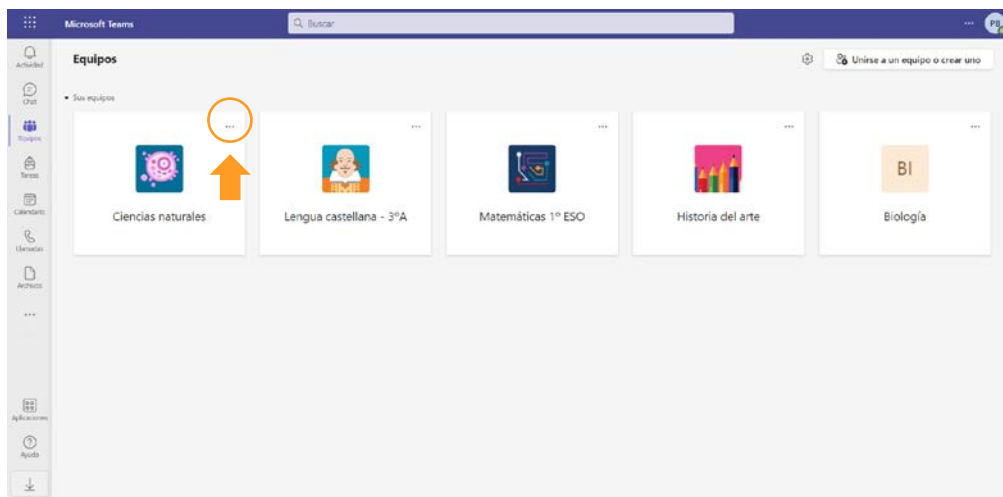 Microsoft Teams
Buscar
...
PB
Actividad
Chat
Equipos
Tareas
Calendario
Llamadas
Archivos
...
Aplicaciones
Ayuda
Equipos
Unirse a un equipo o crear uno
Sus equipos
...
Ciencias naturales
...
Lengua castellana - 3ºA
...
Matemáticas 1º ESO
...
Historia del arte
...
BI
Biología